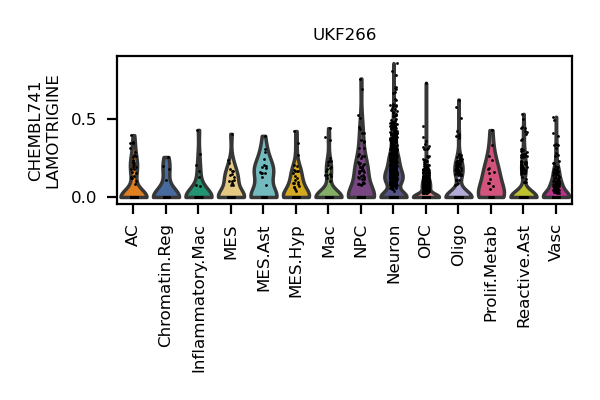 UKF266
CHEMBL741
LAMOTRIGINE
0.5
0.0
AC
Chromatin.Reg
Inflammatory.Mac
MES
MES.Ast
MES.Hyp
Mac
NPC
Neuron
OPC
Oligo
Prolif.Metab
Reactive.Ast
Vasc